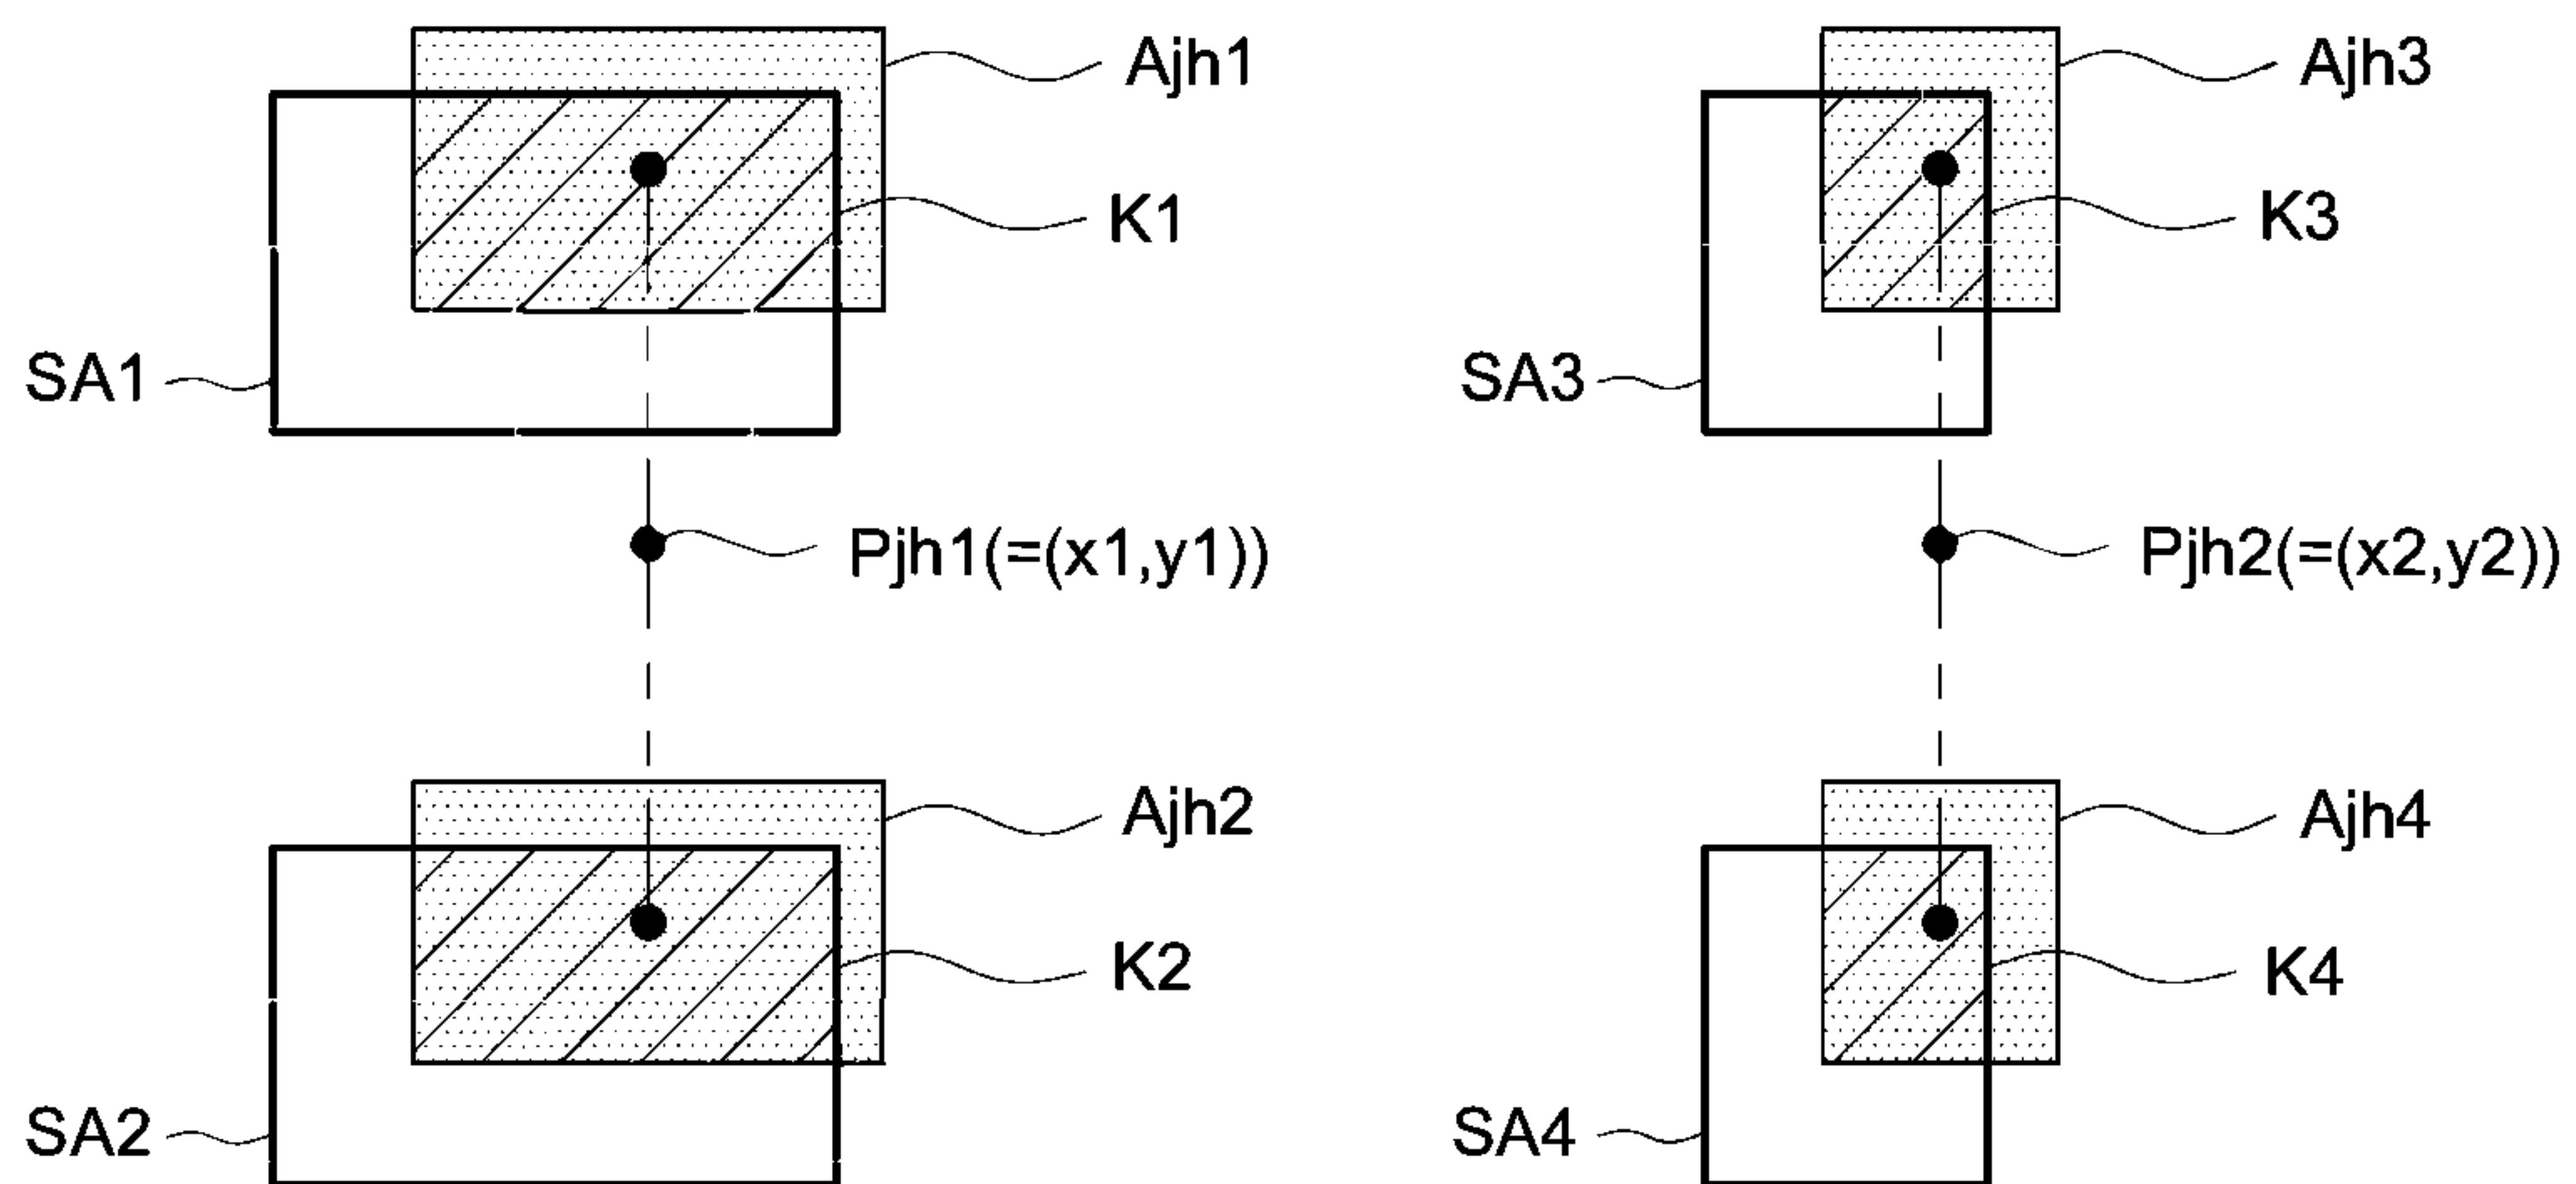 Ajh1
K1
SA1
Pjh1(=(x1,y1))
Ajh2
K2
SA2
Ajh3
K3
SA3
Pjh2(=(x2,y2))
Ajh4
K4
SA4